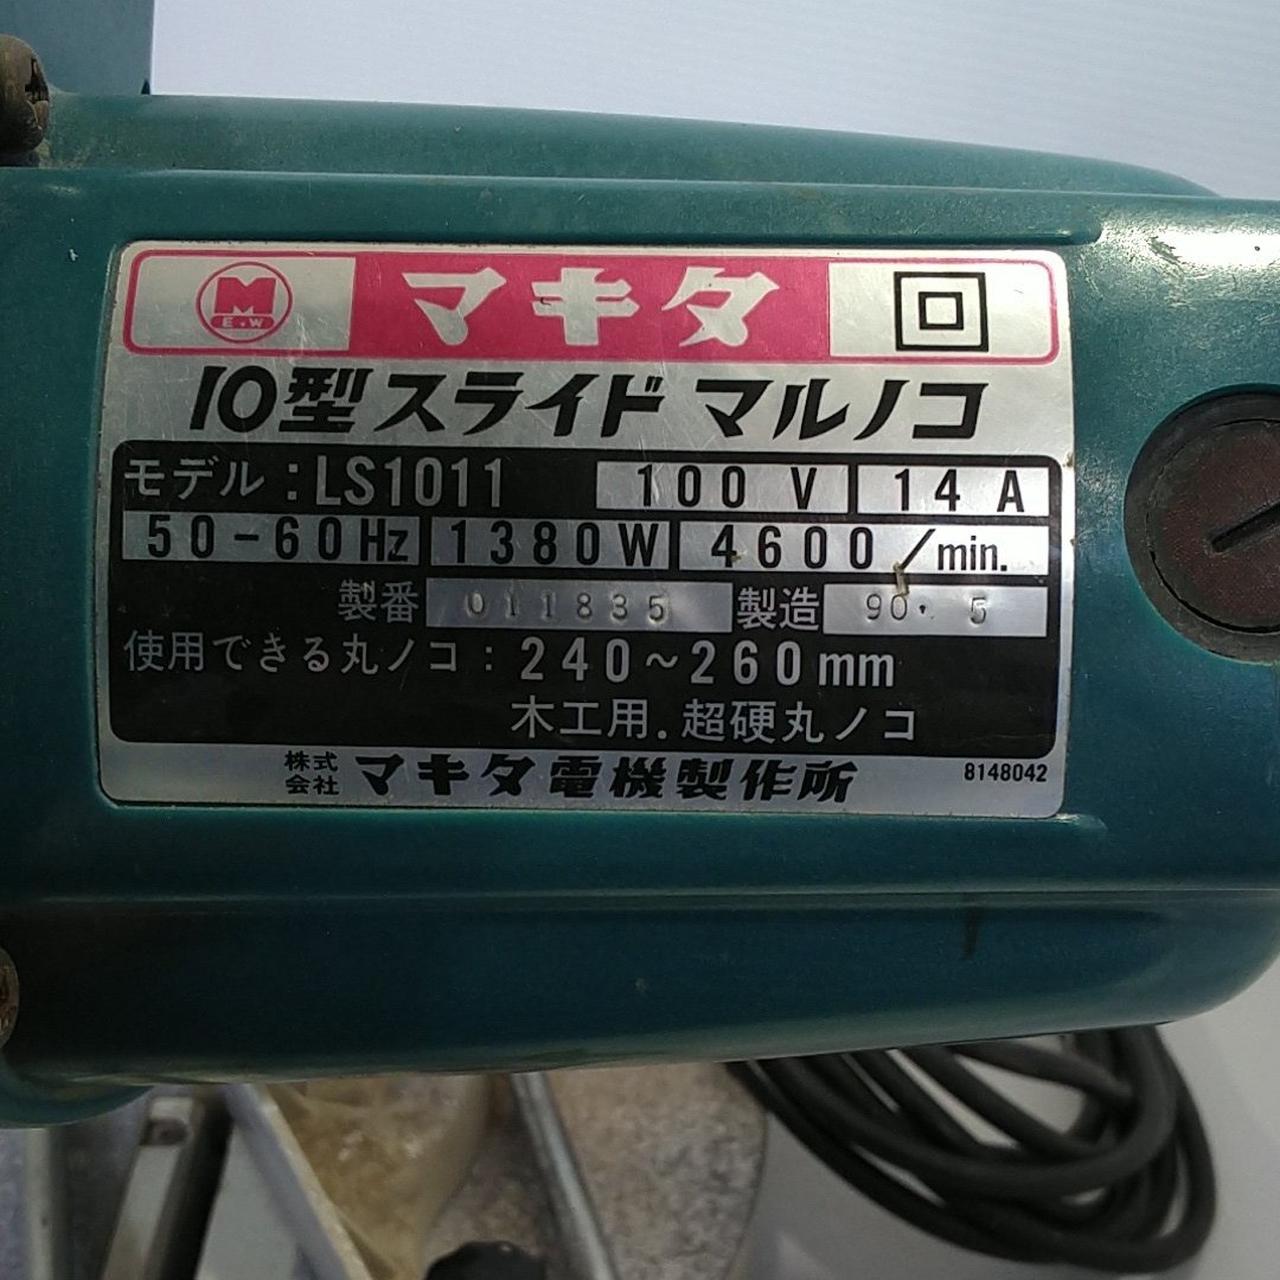 M
E・W
マキタ
10型スライドマルノコ
モデル：LS1011 100 V 14 A
50-60Hz 1380W 4600/min.
製番 011835 製造 90. 5
使用できる丸ノコ：240～260mm
木工用．超硬丸ノコ
株式会社 マキタ電機製作所 8148042